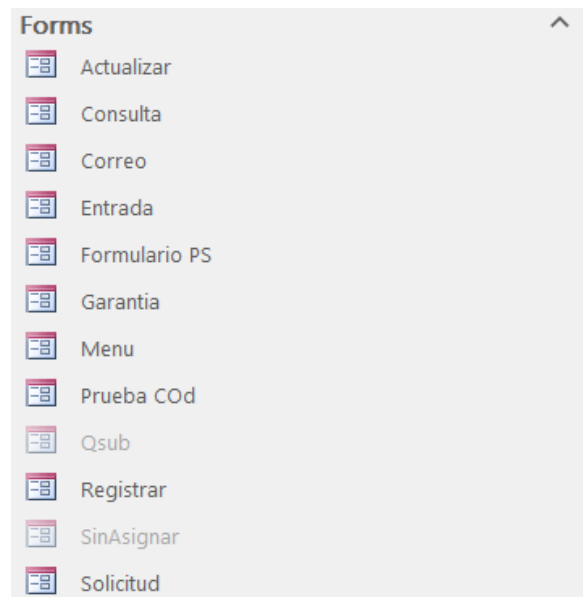 Forms
Actualizar
Consulta
Correo
Entrada
Formulario PS
Garantia
Menu
Prueba COd
Qsub
Registrar
SinAsignar
Solicitud